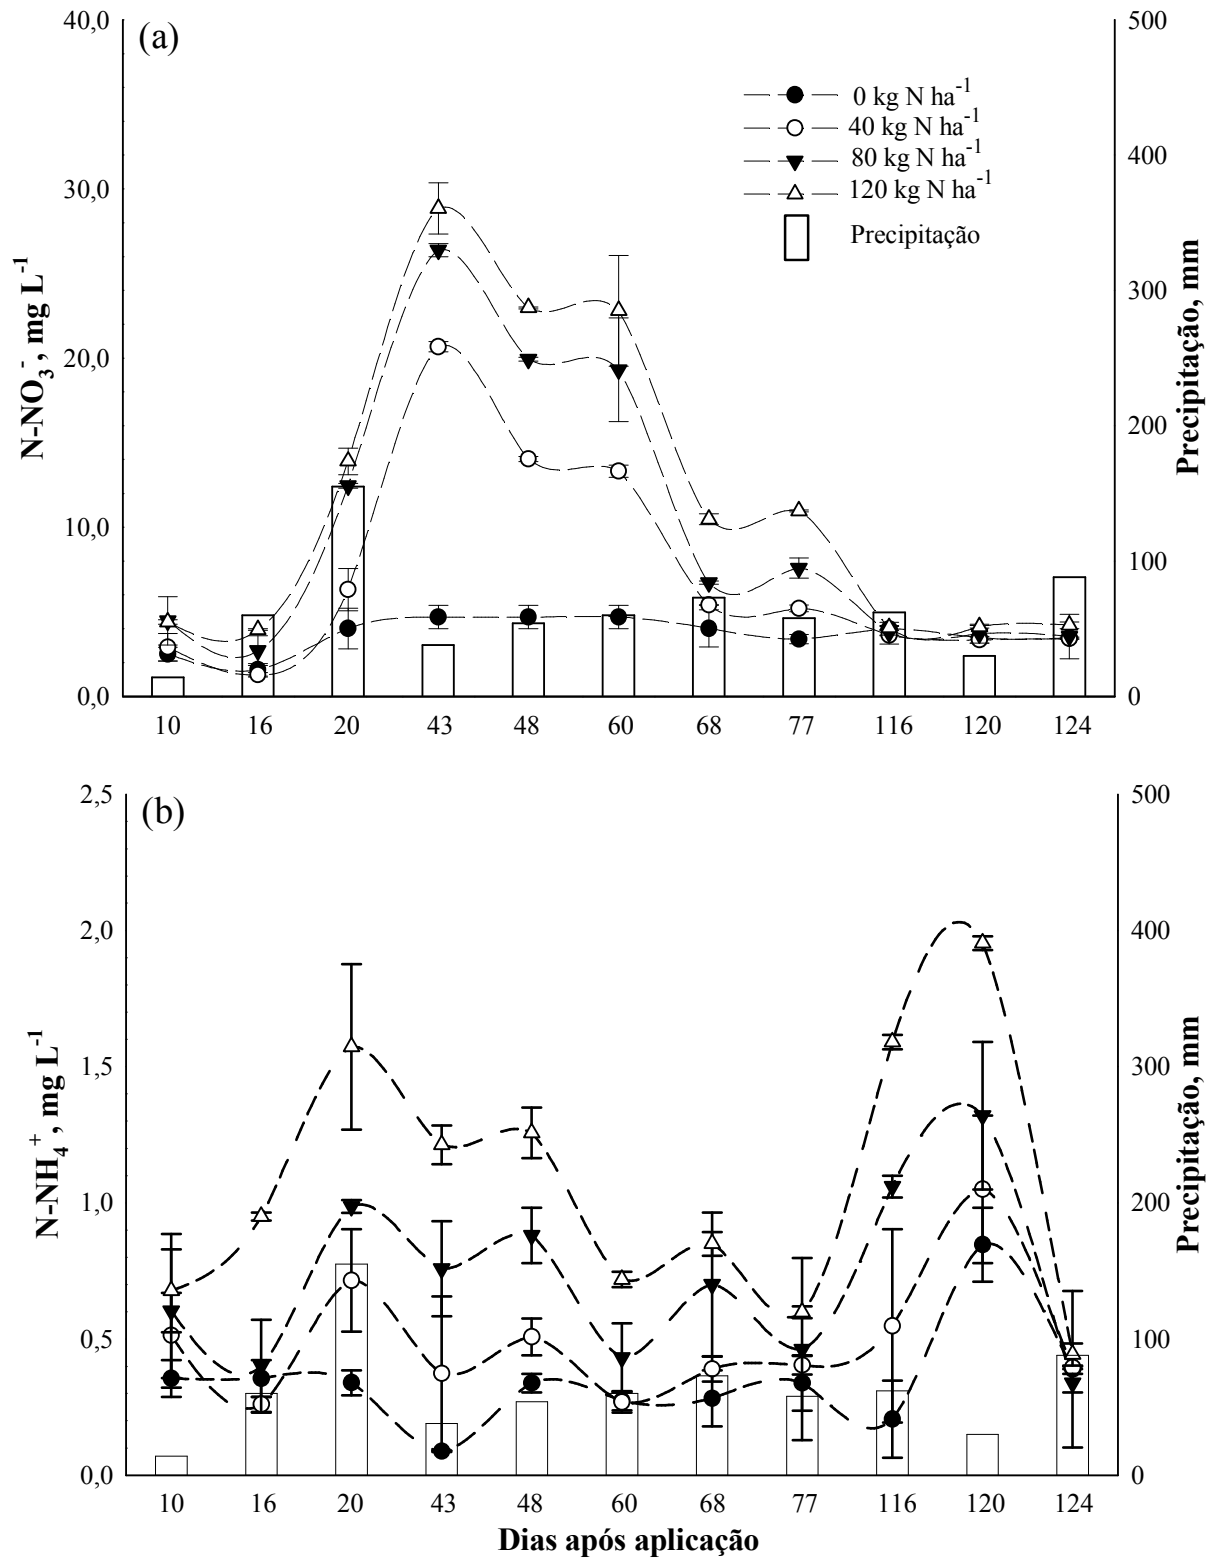 (a)
40,0
30,0
20,0
10,0
0,0
N-NO₃⁻, mg L⁻¹
500
400
300
200
100
0
Precipitação, mm
0 kg N ha⁻¹
40 kg N ha⁻¹
80 kg N ha⁻¹
120 kg N ha⁻¹
Precipitação
10 16 20 43 48 60 68 77 116 120 124
(b)
2,5
2,0
1,5
1,0
0,5
0,0
N-NH₄⁺, mg L⁻¹
500
400
300
200
100
0
Precipitação, mm
10 16 20 43 48 60 68 77 116 120 124
Dias após aplicação